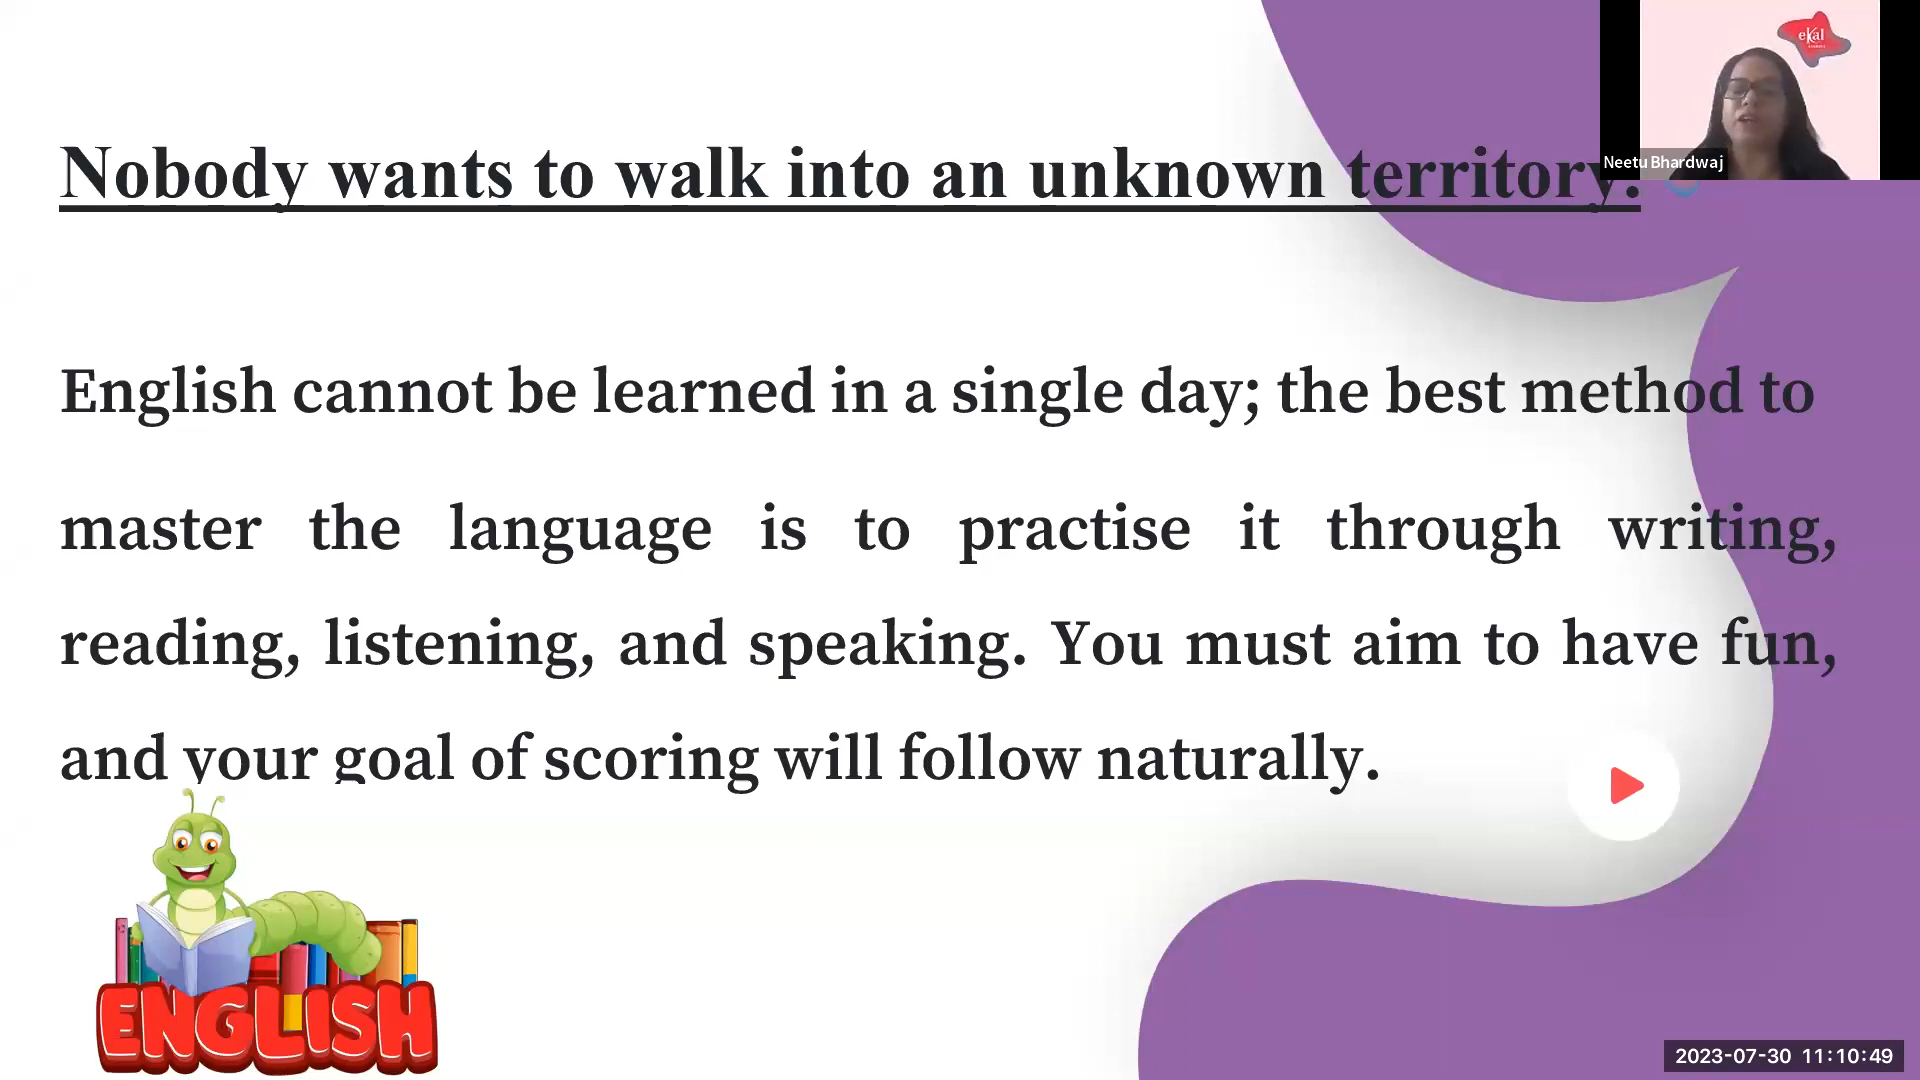 ekal
Nobody wants to walk into an unknown territory.
Neetu Bhardwaj
English cannot be learned in a single day; the best method to
master the language is to practise it through writing,
reading, listening, and speaking. You must aim to have fun,
and your goal of scoring will follow naturally.
ENGLISH
2023-07-30 11:10:49